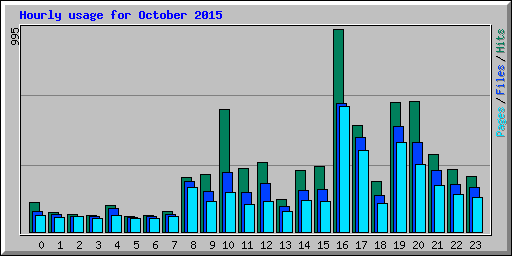 Hourly usage for October 2015
995
Pages/Files/Hits
0 1 2 3 4 5 6 7 8 9 10 11 12 13 14 15 16 17 18 19 20 21 22 23